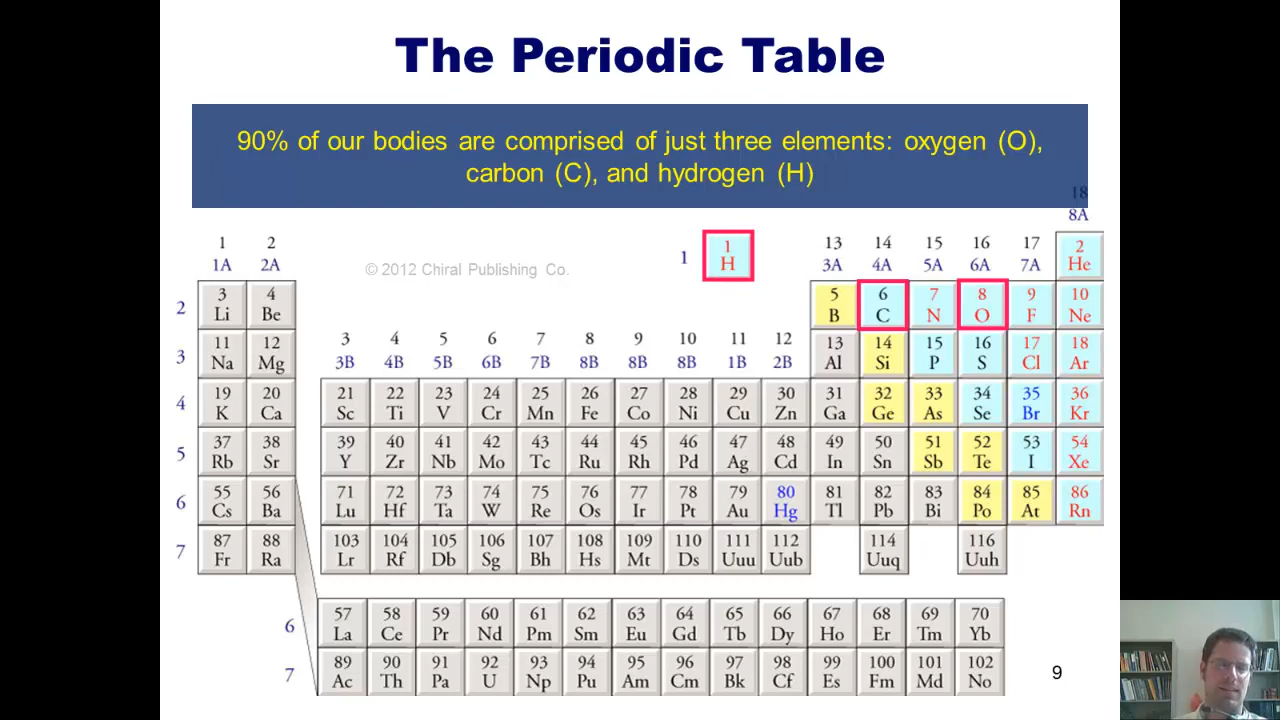 The Periodic Table
90% of our bodies are comprised of just three elements: oxygen (O),
carbon (C), and hydrogen (H)
18
8A
1 2 1 1 13 14 15 16 17 2
1A 2A © 2012 Chiral Publishing Co. H 3A 4A 5A 6A 7A He
2 3 4 5 6 7 8 9 10
Li Be B C N O F Ne
3 4 5 6 7 8 9 10 11 12
3 11 12 3B 4B 5B 6B 7B 8B 8B 8B 1B 2B 13 14 15 16 17 18
Na Mg Al Si P S Cl Ar
4 19 20 21 22 23 24 25 26 27 28 29 30 31 32 33 34 35 36
K Ca Sc Ti V Cr Mn Fe Co Ni Cu Zn Ga Ge As Se Br Kr
5 37 38 39 40 41 42 43 44 45 46 47 48 49 50 51 52 53 54
Rb Sr Y Zr Nb Mo Tc Ru Rh Pd Ag Cd In Sn Sb Te I Xe
6 55 56 71 72 73 74 75 76 77 78 79 80 81 82 83 84 85 86
Cs Ba Lu Hf Ta W Re Os Ir Pt Au Hg Tl Pb Bi Po At Rn
7 87 88 103 104 105 106 107 108 109 110 111 112 114 116
Fr Ra Lr Rf Db Sg Bh Hs Mt Ds Uuu Uub Uuq Uuh
6 57 58 59 60 61 62 63 64 65 66 67 68 69 70
La Ce Pr Nd Pm Sm Eu Gd Tb Dy Ho Er Tm Yb
7 89 90 91 92 93 94 95 96 97 98 99 100 101 102
Ac Th Pa U Np Pu Am Cm Bk Cf Es Fm Md No
9